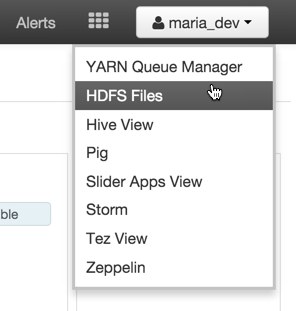 Alerts
maria_dev
YARN Queue Manager
HDFS Files
Hive View
Pig
Slider Apps View
Storm
ble
Tez View
Zeppelin